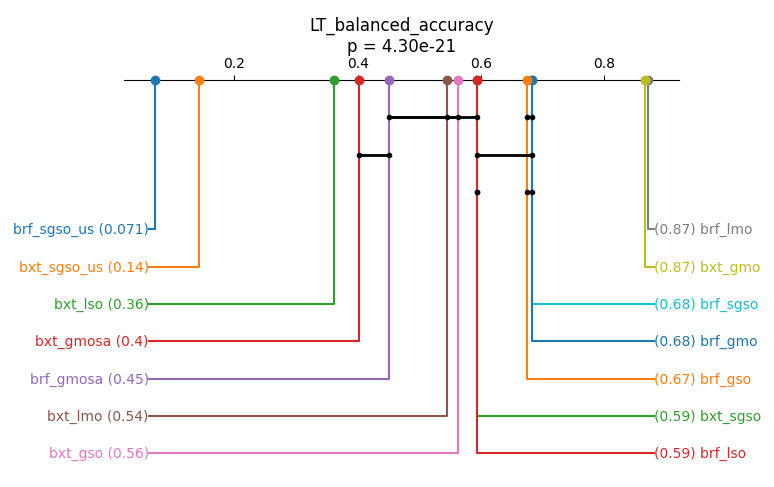 LT_balanced_accuracy
p = 4.30e-21
0.2 0.4 0.6 0.8
brf_sgso_us (0.071)
bxt_sgso_us (0.14)
bxt_lso (0.36)
bxt_gmosa (0.4)
brf_gmosa (0.45)
bxt_lmo (0.54)
bxt_gso (0.56)
(0.87) brf_lmo
(0.87) bxt_gmo
(0.68) brf_sgso
(0.68) brf_gmo
(0.67) brf_gso
(0.59) bxt_sgso
(0.59) brf_lso